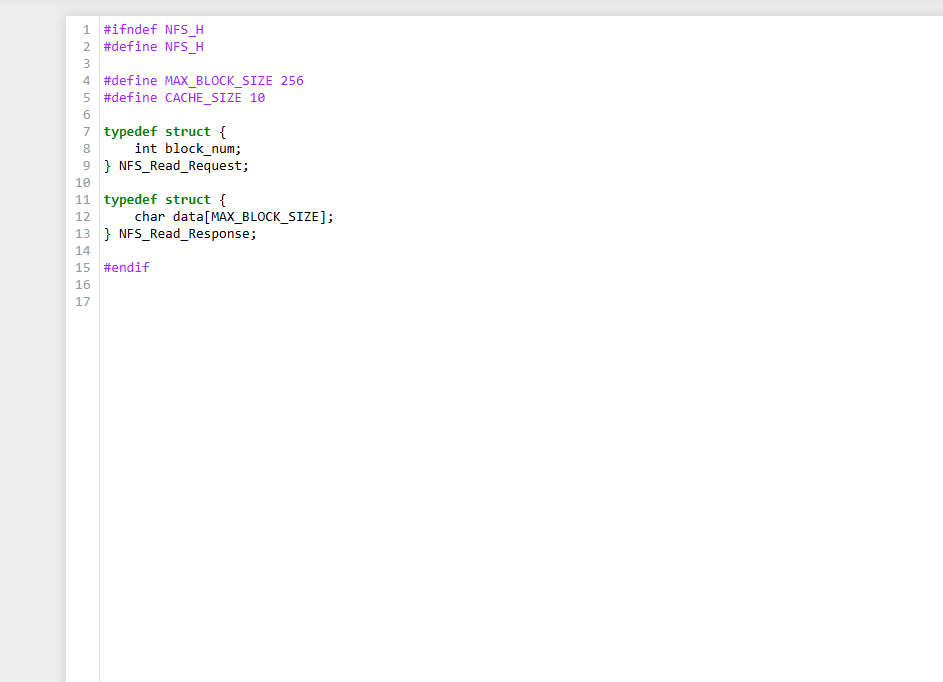 1 #ifndef NFS_H
2 #define NFS_H
3
4 #define MAX_BLOCK_SIZE 256
5 #define CACHE_SIZE 10
6
7 typedef struct {
8     int block_num;
9 } NFS_Read_Request;
10
11 typedef struct {
12     char data[MAX_BLOCK_SIZE];
13 } NFS_Read_Response;
14
15 #endif
16
17